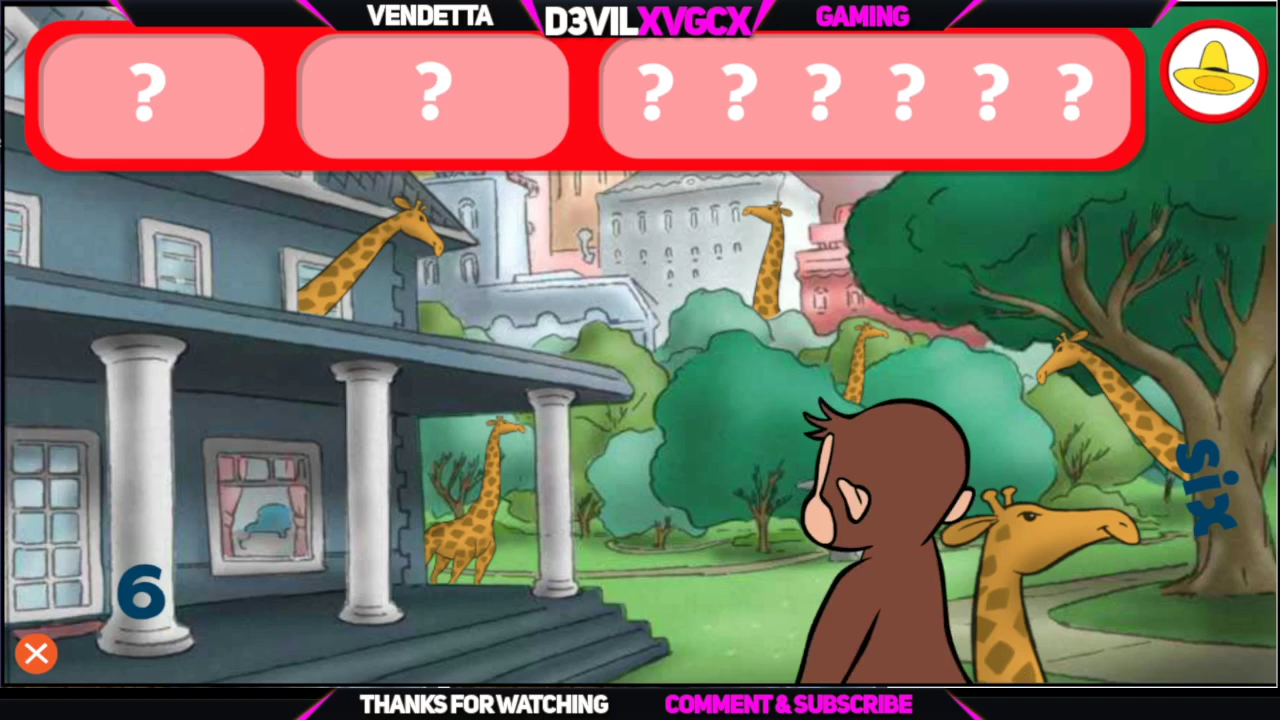 VENDETTA D3VILXVGCX GAMING
? ? ? ? ? ? ? ?
six
6
THANKS FOR WATCHING COMMENT & SUBSCRIBE